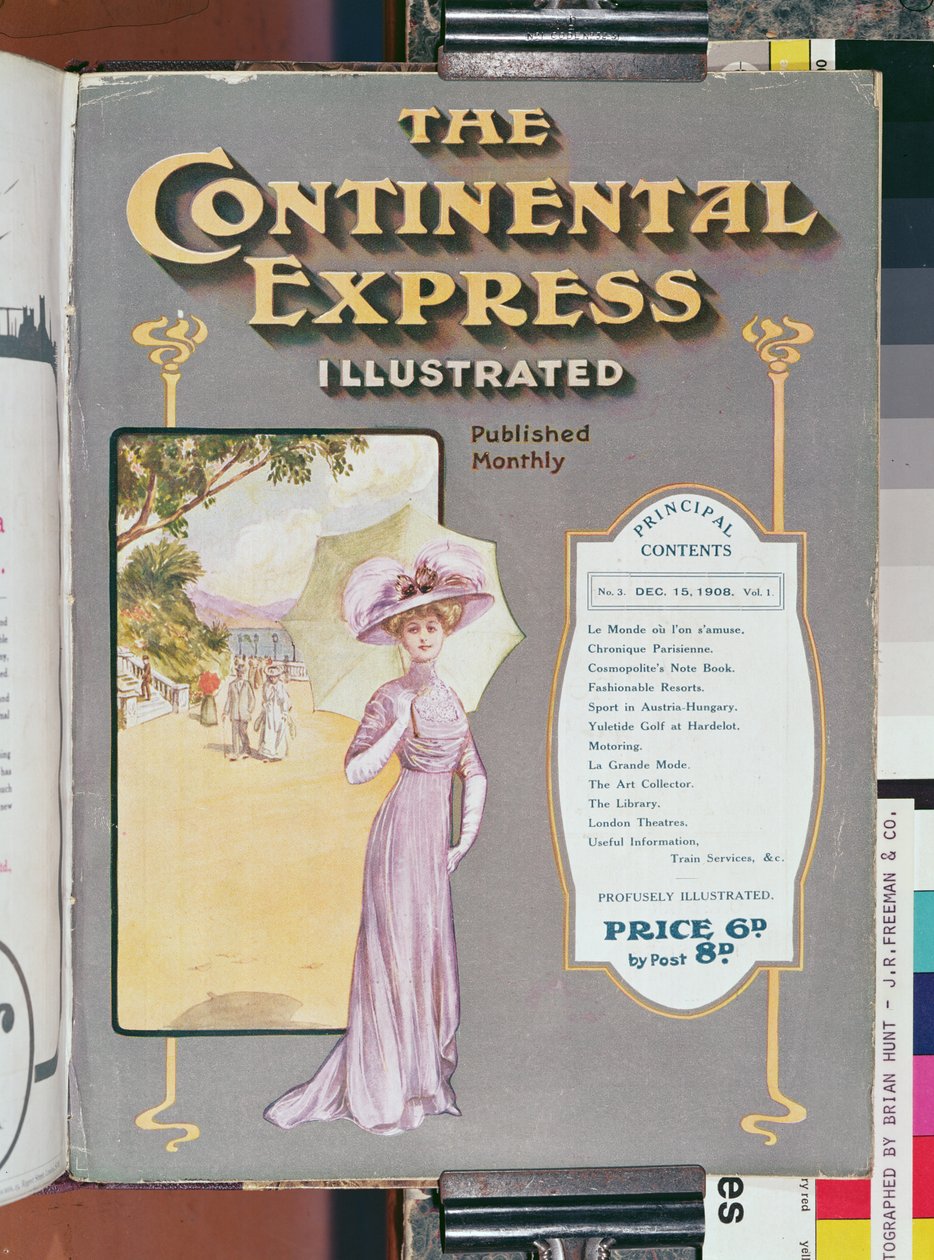 THE
CONTINENTAL
EXPRESS
ILLUSTRATED
Published
Monthly
PRINCIPAL
CONTENTS
No. 3. DEC. 15, 1908. Vol. 1.
Le Monde où l'on s'amuse.
Chronique Parisienne.
Cosmopolite's Note Book.
Fashionable Resorts.
Sport in Austria-Hungary.
Yuletide Golf at Hardelot.
Motoring.
La Grande Mode.
The Art Collector.
The Library.
London Theatres.
Useful Information,
Train Services, &c.
PROFUSELY ILLUSTRATED.
PRICE 6D
by Post 8D
TOGRAPHED BY BRIAN HUNT - J.R.FREEMAN & CO.
es
ry red